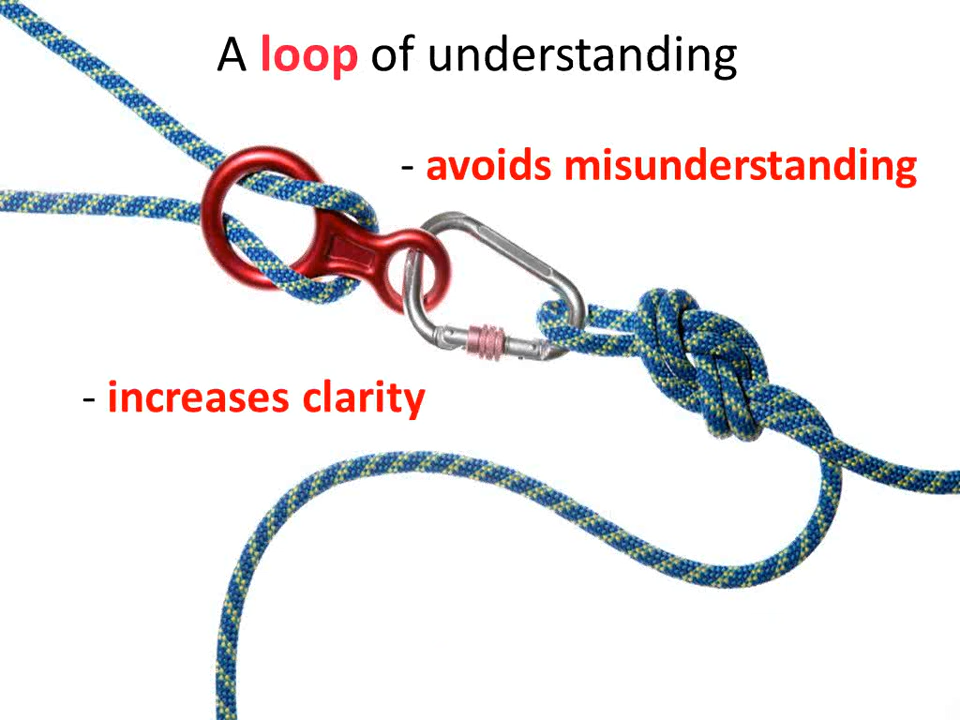 A loop of understanding
- avoids misunderstanding
- increases clarity